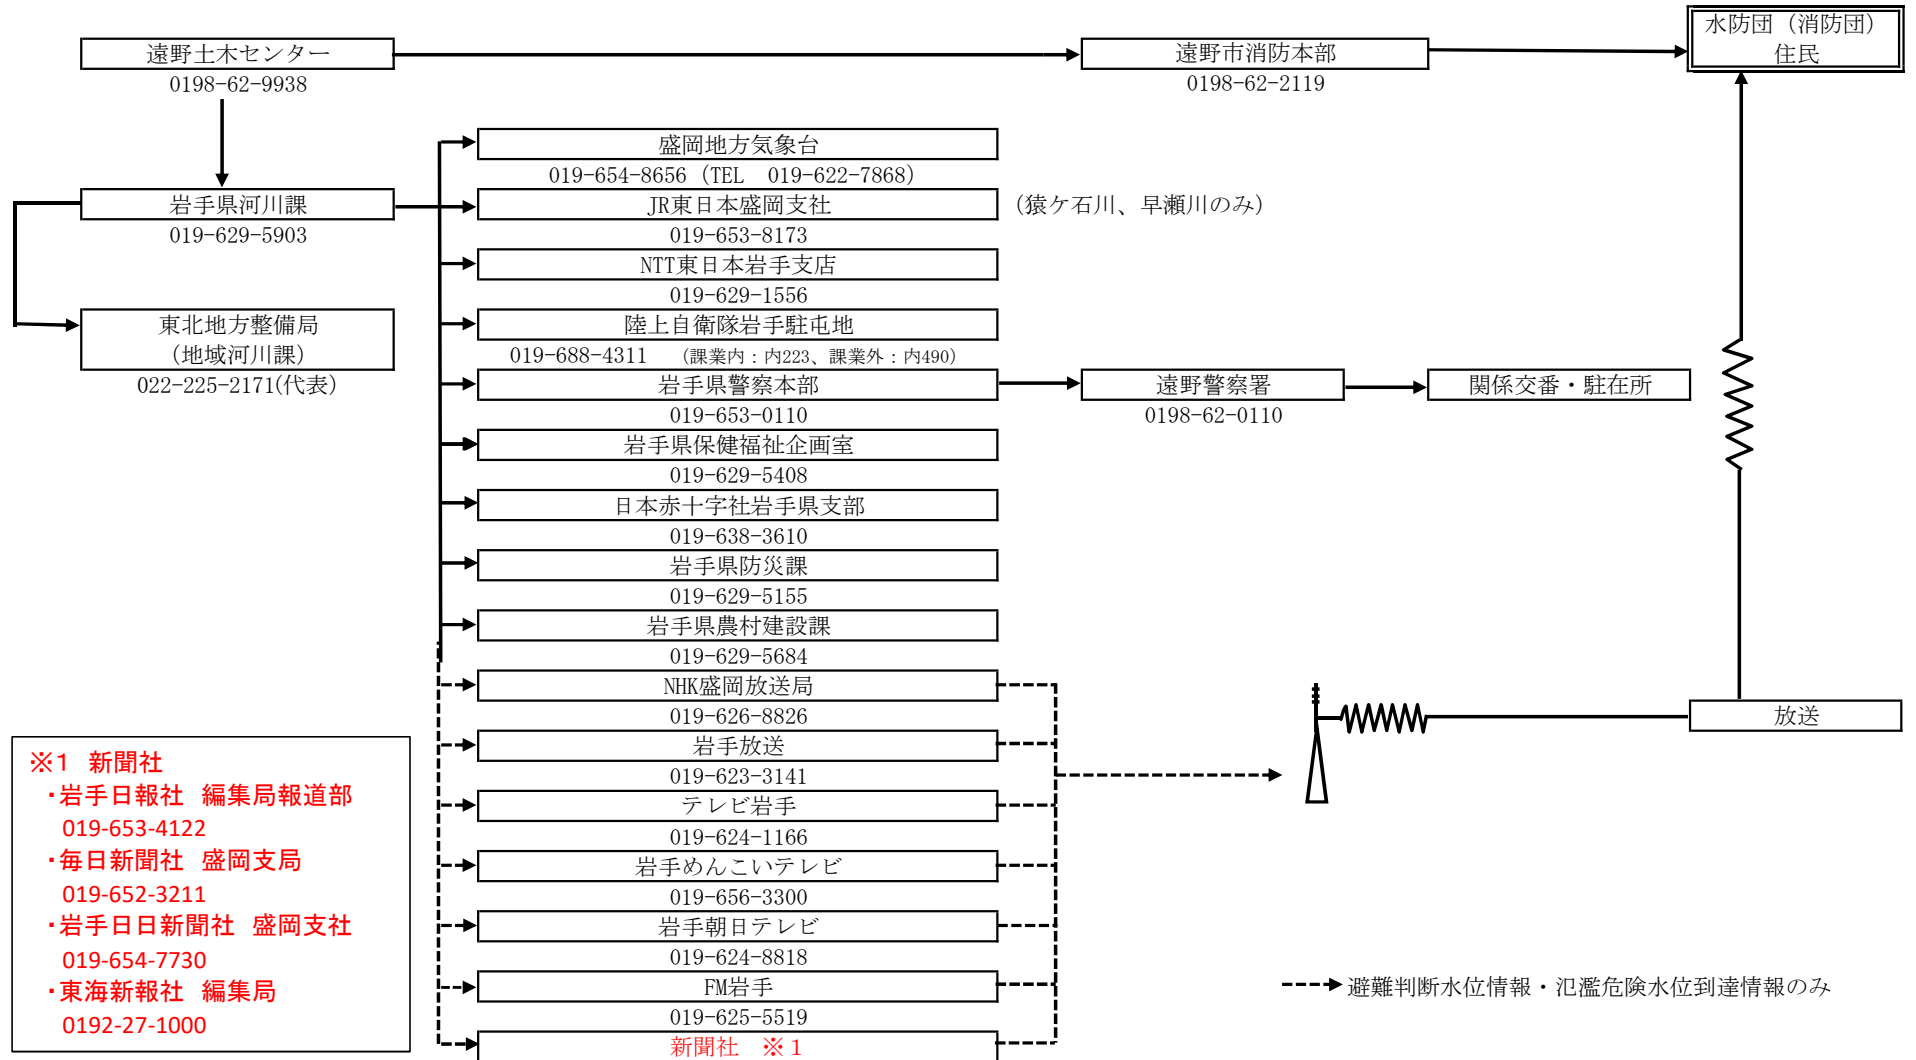 水防団（消防団）
住民
遠野土木センター
0198-62-9938
遠野市消防本部
0198-62-2119
盛岡地方気象台
019-654-8656（TEL　019-622-7868）
岩手県河川課
019-629-5903
JR東日本盛岡支社
（猿ケ石川、早瀬川のみ）
019-653-8173
NTT東日本岩手支店
019-629-1556
東北地方整備局
（地域河川課）
022-225-2171(代表）
陸上自衛隊岩手駐屯地
019-688-4311　（課業内：内223、課業外：内490）
岩手県警察本部
019-653-0110
遠野警察署
0198-62-0110
関係交番・駐在所
岩手県保健福祉企画室
019-629-5408
日本赤十字社岩手県支部
019-638-3610
岩手県防災課
019-629-5155
岩手県農村建設課
019-629-5684
NHK盛岡放送局
019-626-8826
岩手放送
019-623-3141
テレビ岩手
019-624-1166
岩手めんこいテレビ
019-656-3300
岩手朝日テレビ
019-624-8818
FM岩手
019-625-5519
新聞社　※１
放送
避難判断水位情報・氾濫危険水位到達情報のみ
※1　新聞社
・岩手日報社　編集局報道部
019-653-4122
・毎日新聞社　盛岡支局
019-652-3211
・岩手日日新聞社　盛岡支社
019-654-7730
・東海新報社　編集局
0192-27-1000